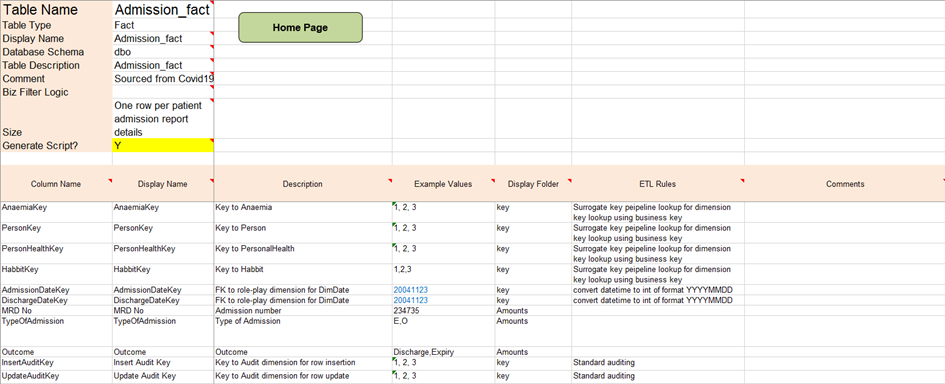 Table Name Admission_fact
Table Type Fact
Home Page
Display Name Admission_fact
Database Schema dbo
Table Description Admission_fact
Comment Sourced from Covid19
Biz Filter Logic
One row per patient
admission report
Size details
Generate Script? Y
Column Name Display Name Description Example Values Display Folder ETL Rules Comments
AnaemiaKey AnaemiaKey Key to Anaemia 1, 2, 3 key Surrogate key peipeline lookup for dimension
key lookup using business key
PersonKey PersonKey Key to Person 1, 2, 3 key Surrogate key peipeline lookup for dimension
key lookup using business key
PersonHealthKey PersonHealthKey Key to PersonalHealth 1, 2, 3 key Surrogate key peipeline lookup for dimension
key lookup using business key
HabbitKey HabbitKey Key to Habbit 1,2,3 key Surrogate key peipeline lookup for dimension
key lookup using business key
AdmissionDateKey AdmissionDateKey FK to role-play dimension for DimDate 20041123 key convert datetime to int of format YYYYMMDD
DischargeDateKey DischargeDateKey FK to role-play dimension for DimDate 20041123 key convert datetime to int of format YYYYMMDD
MRD No MRD No Admission number 234735 Amounts
TypeOfAdmission TypeOfAdmission Type of Admission E,O Amounts
Outcome Outcome Outcome Discharge,Expiry Amounts
InsertAuditKey Insert Audit Key Key to Audit dimension for row insertion 1, 2, 3 key Standard auditing
UpdateAuditKey Update Audit Key Key to Audit dimension for row update 1, 2, 3 key Standard auditing